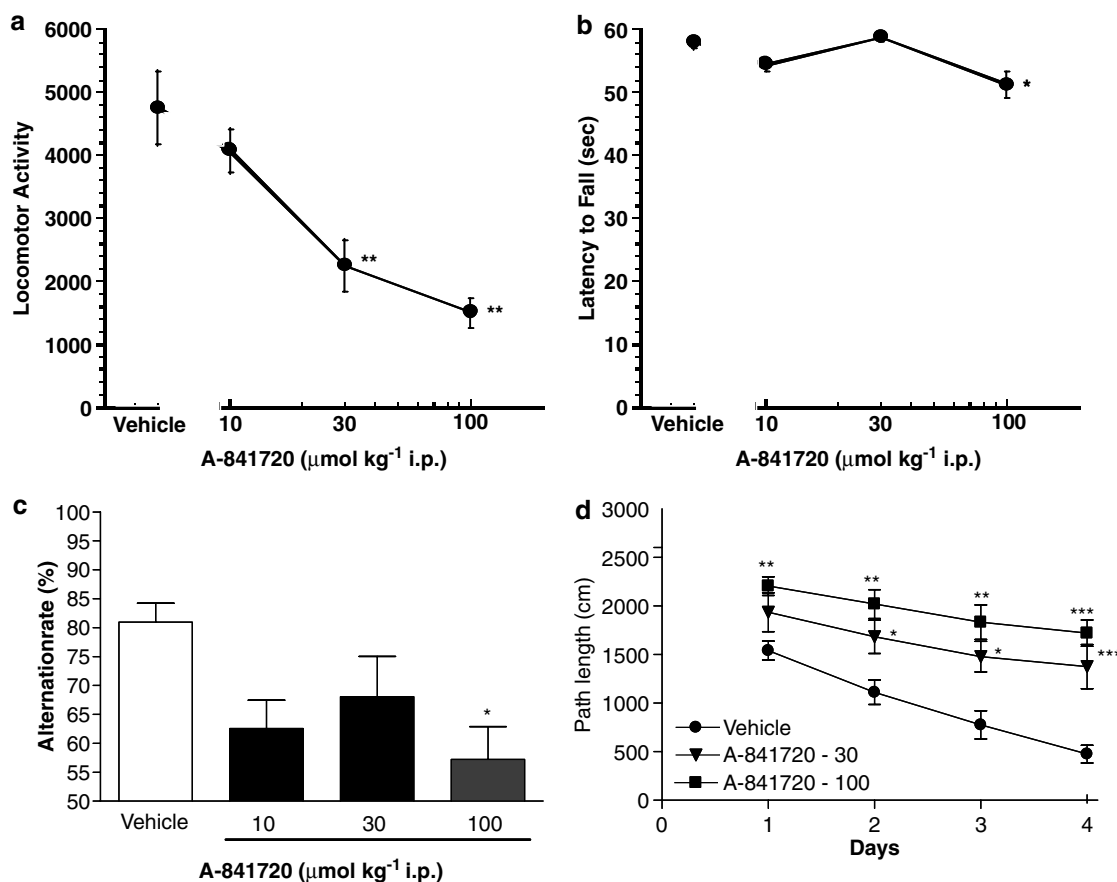 a
6000
5000
4000
3000
2000
1000
0
Locomotor Activity
**
**
Vehicle 10 30 100
A-841720 (μmol kg⁻¹ i.p.)
b
60
50
40
30
20
10
0
Latency to Fall (sec)
*
Vehicle 10 30 100
A-841720 (μmol kg⁻¹ i.p.)
c
100
95
90
85
80
75
70
65
60
55
50
Alternationrate (%)
*
Vehicle 10 30 100
A-841720 (μmol kg⁻¹ i.p.)
d
3000
2500
2000
1500
1000
500
0
Path length (cm)
** ** ** ***
* * ***
Vehicle
A-841720 - 30
A-841720 - 100
0 1 2 3 4
Days